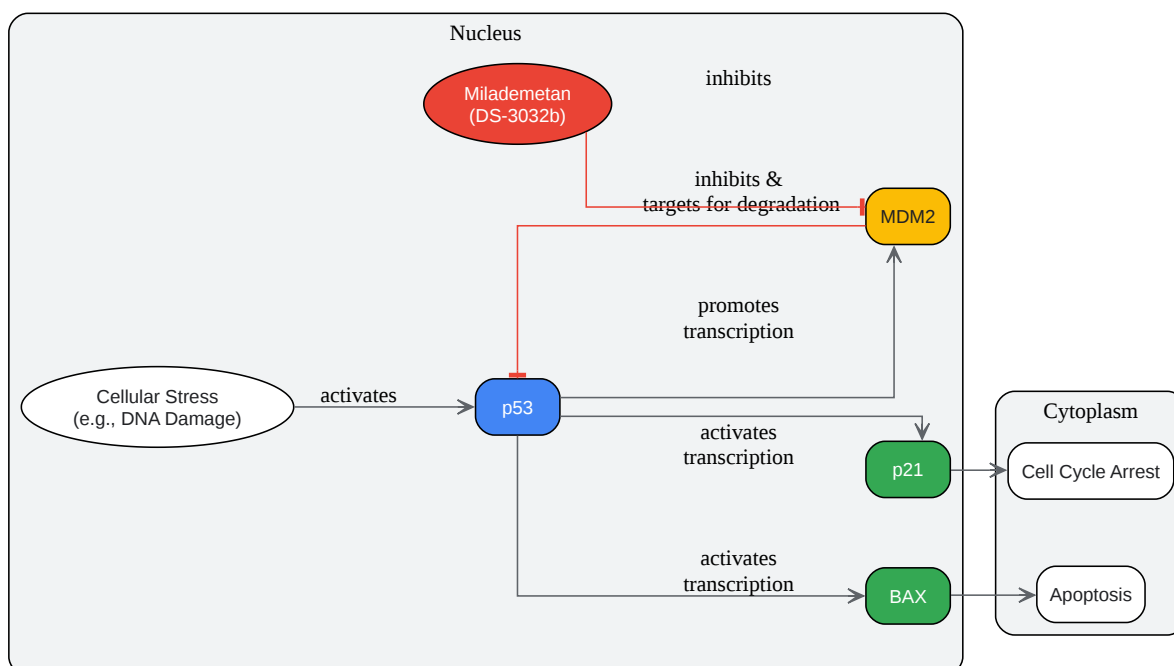 Nucleus
Milademetan
(DS-3032b)
inhibits
inhibits &
targets for degradation
MDM2
promotes
transcription
Cellular Stress
(e.g., DNA Damage)
activates
p53
activates
transcription
p21
Cytoplasm
Cell Cycle Arrest
activates
transcription
BAX
Apoptosis